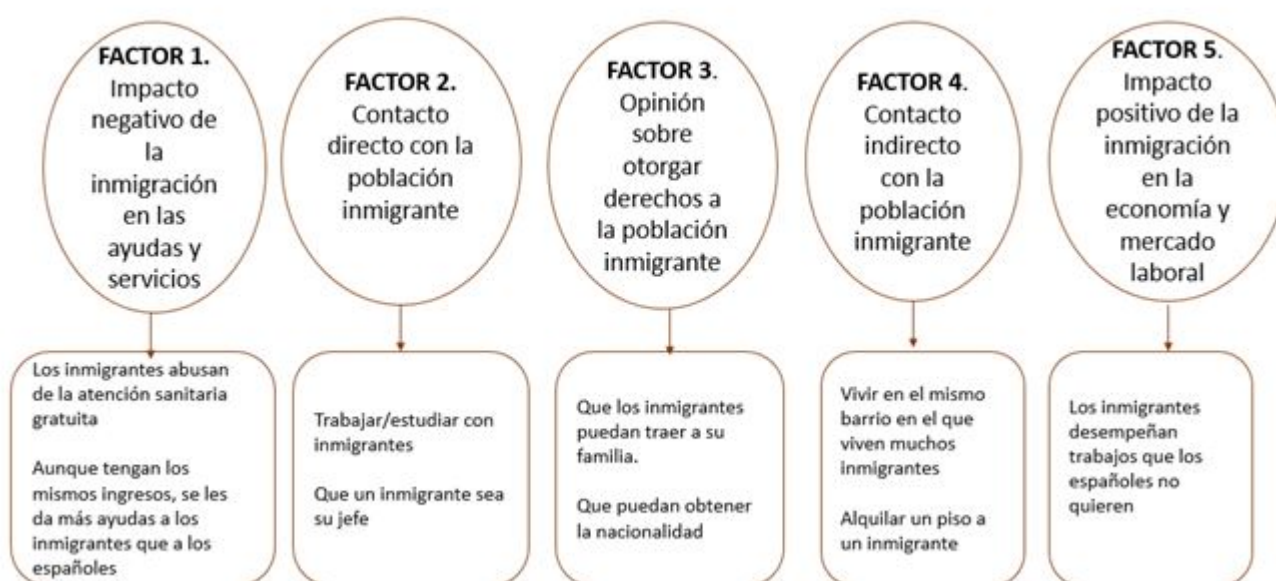 FACTOR 1.
Impacto
negativo de
la
inmigración
en las
ayudas y
servicios
FACTOR 2.
Contacto
directo con la
población
inmigrante
FACTOR 3.
Opinión
sobre
otorgar
derechos a
la población
inmigrante
FACTOR 4.
Contacto
indirecto
con la
población
inmigrante
FACTOR 5.
Impacto
positivo de la
inmigración
en la
economía y
mercado
laboral
Los inmigrantes abusan
de la atención sanitaria
gratuita
Aunque tengan los
mismos ingresos, se les
da más ayudas a los
inmigrantes que a los
españoles
Trabajar/estudiar con
inmigrantes
Que un inmigrante sea
su jefe
Que los inmigrantes
puedan traer a su
familia.
Que puedan obtener
la nacionalidad
Vivir en el mismo
barrio en el que
viven muchos
inmigrantes
Alquilar un piso a
un inmigrante
Los inmigrantes
desempeñan
trabajos que los
españoles no
quieren